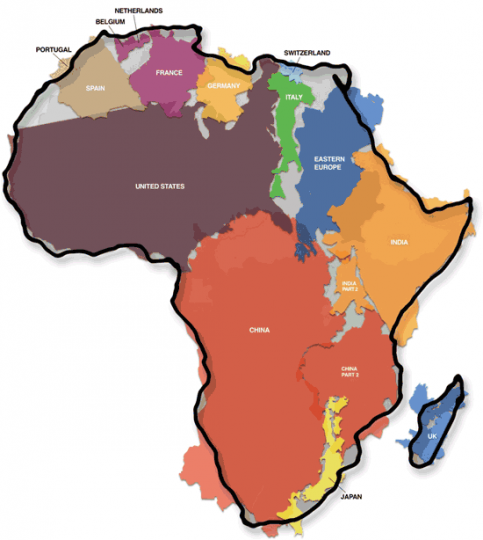 NETHERLANDS
BELGIUM
PORTUGAL
SWITZERLAND
SPAIN
FRANCE
GERMANY
ITALY
EASTERN
EUROPE
UNITED STATES
INDIA
INDIA
PART 2
CHINA
CHINA
PART 2
UK
JAPAN